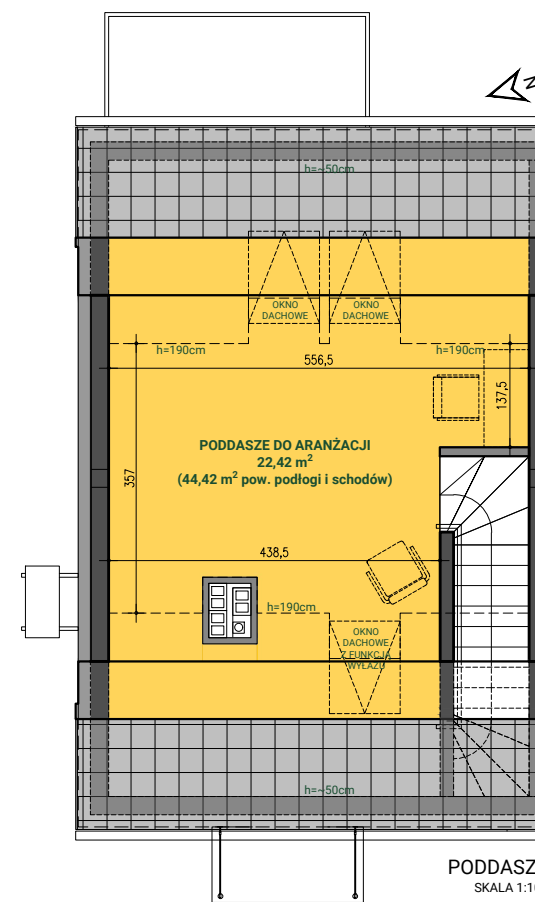 N
h=~50cm
OKNO
DACHOWE
OKNO
DACHOWE
h=190cm
h=190cm
556,5
137,5
PODDASZE DO ARANŻACJI
22,42 m²
(44,42 m² pow. podłogi i schodów)
357
438,5
h=190cm
OKNO
DACHOWE
Z FUNKCJĄ
WYŁAZU
h=~50cm
PODDASZ
SKALA 1:1